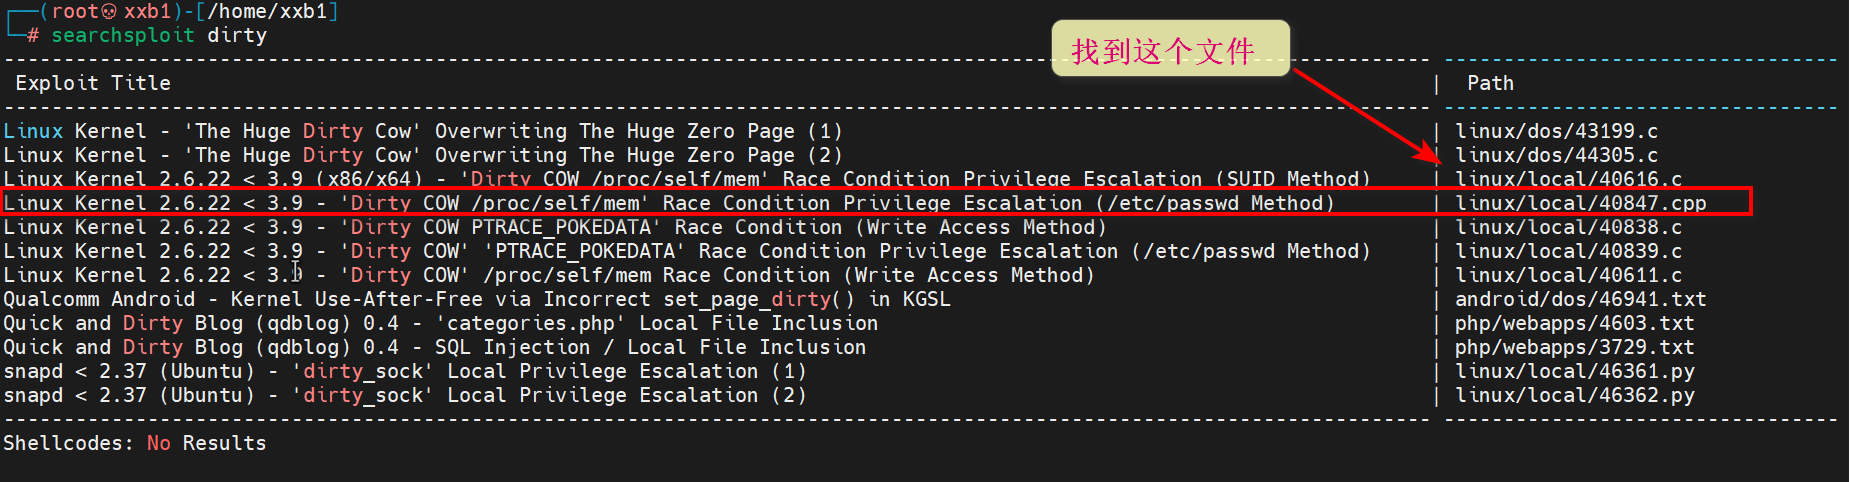 ┌──(root💀xxb1)-[/home/xxb1]
└─# searchsploit dirty
找到这个文件
Exploit Title | Path
Linux Kernel - 'The Huge Dirty Cow' Overwriting The Huge Zero Page (1) | linux/dos/43199.c
Linux Kernel - 'The Huge Dirty Cow' Overwriting The Huge Zero Page (2) | linux/dos/44305.c
Linux Kernel 2.6.22 < 3.9 (x86/x64) - 'Dirty COW /proc/self/mem' Race Condition Privilege Escalation (SUID Method) | linux/local/40616.c
Linux Kernel 2.6.22 < 3.9 - 'Dirty COW /proc/self/mem' Race Condition Privilege Escalation (/etc/passwd Method) | linux/local/40847.cpp
Linux Kernel 2.6.22 < 3.9 - 'Dirty COW PTRACE_POKEDATA' Race Condition (Write Access Method) | linux/local/40838.c
Linux Kernel 2.6.22 < 3.9 - 'Dirty COW' 'PTRACE_POKEDATA' Race Condition Privilege Escalation (/etc/passwd Method) | linux/local/40839.c
Linux Kernel 2.6.22 < 3.9 - 'Dirty COW' /proc/self/mem Race Condition (Write Access Method) | linux/local/40611.c
Qualcomm Android - Kernel Use-After-Free via Incorrect set_page_dirty() in KGSL | android/dos/46941.txt
Quick and Dirty Blog (qdblog) 0.4 - 'categories.php' Local File Inclusion | php/webapps/4603.txt
Quick and Dirty Blog (qdblog) 0.4 - SQL Injection / Local File Inclusion | php/webapps/3729.txt
snapd < 2.37 (Ubuntu) - 'dirty_sock' Local Privilege Escalation (1) | linux/local/46361.py
snapd < 2.37 (Ubuntu) - 'dirty_sock' Local Privilege Escalation (2) | linux/local/46362.py
Shellcodes: No Results